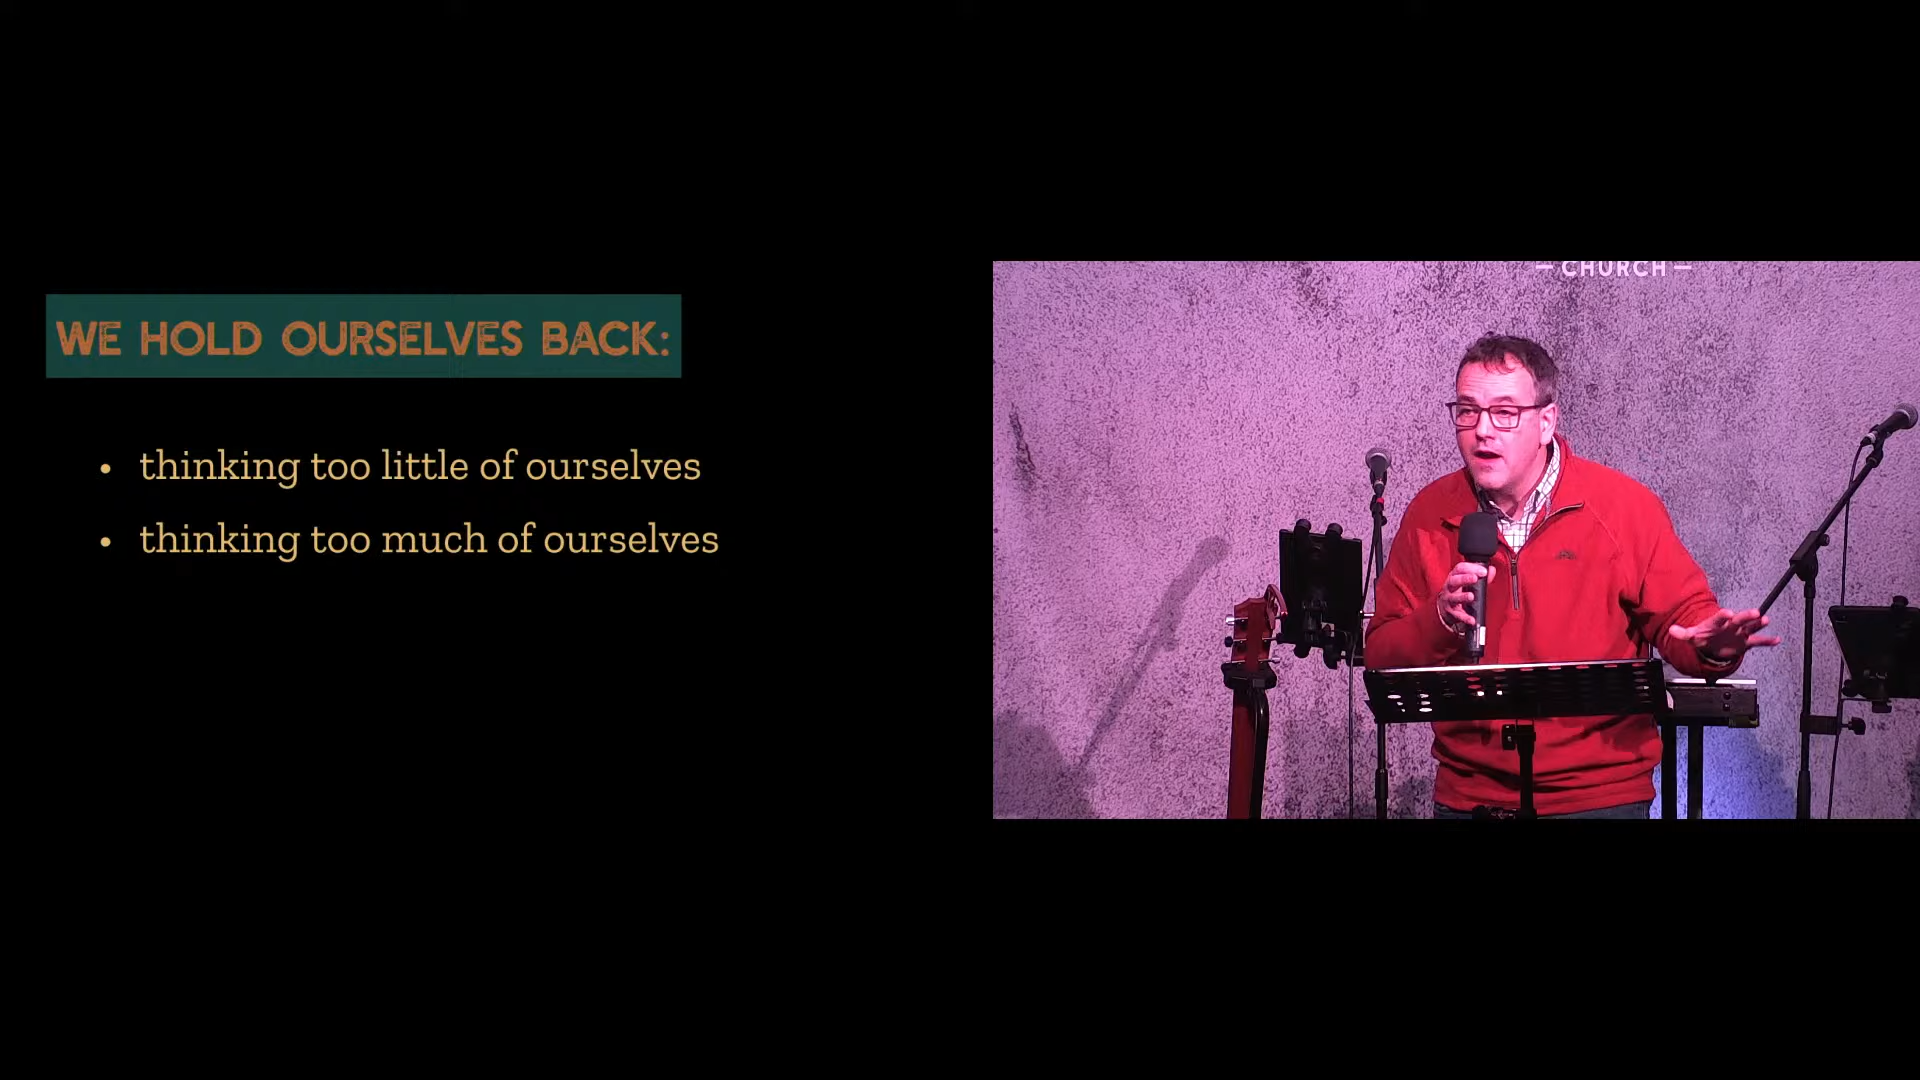 WE HOLD OURSELVES BACK:
• thinking too little of ourselves
• thinking too much of ourselves
— CHURCH —